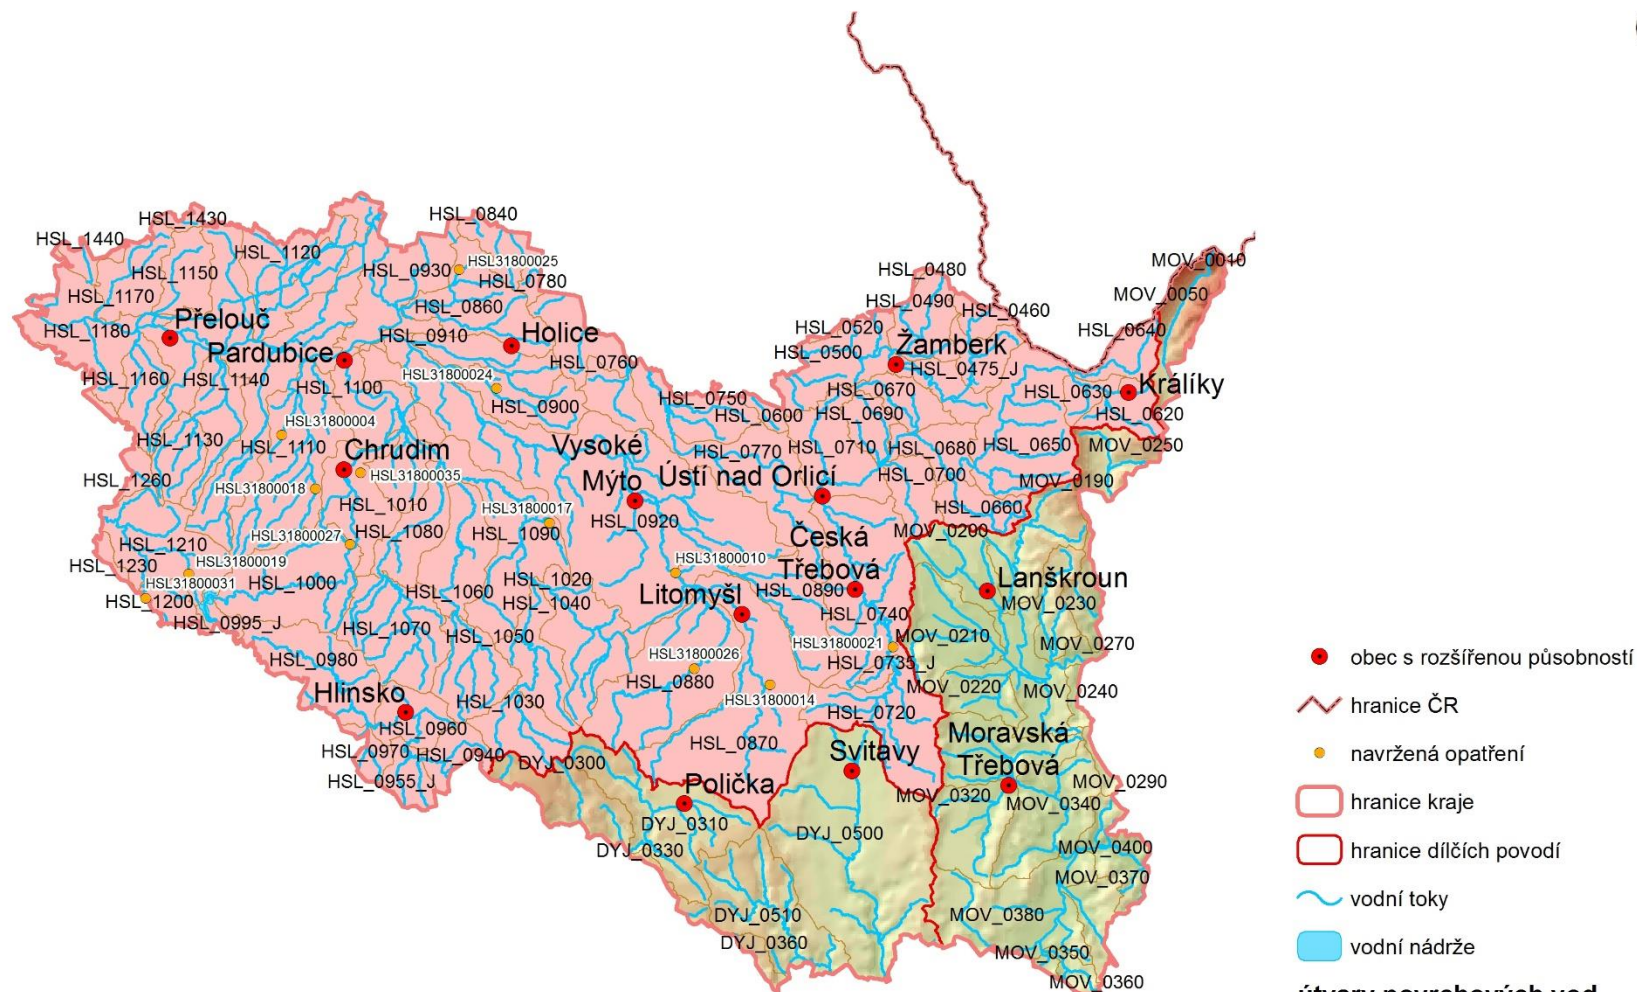 HSL_1430
HSL_0840
HSL_1440
HSL_1120
HSL_0930
HSL31800025
HSL_0780
HSL_1150
HSL_1170
HSL_0860
HSL_1180
Přelouč
HSL_0910
Holice
Pardubice
HSL_0760
HSL_1160
HSL_1140
HSL_1100
HSL31800024
HSL_0900
HSL31800004
HSL_1130
HSL_1110
Chrudim
HSL31800035
HSL_1260
HSL31800018
HSL_1010
HSL31800017
HSL31800027
HSL_1080
HSL_1090
HSL_1210
HSL_1230
HSL31800019
HSL31800031
HSL_1000
HSL_1200
HSL_0995_J
HSL_1060
HSL_1020
HSL_1040
HSL_1070
HSL_1050
HSL_0980
Hlinsko
HSL_1030
HSL_0960
HSL_0970
HSL_0940
HSL_0955_J
HSL_0480
HSL_0490
HSL_0460
HSL_0520
HSL_0500
Žamberk
HSL_0475_J
MOV_0010
MOV_0050
HSL_0640
HSL_0630
Králíky
HSL_0620
HSL_0750
HSL_0600
HSL_0670
HSL_0690
HSL_0770
HSL_0710
HSL_0680
HSL_0650
MOV_0250
Vysoké
Mýto
Ústí nad Orlicí
HSL_0700
MOV_0190
HSL_0660
HSL_0920
MOV_0200
HSL31800010
Česká
Třebová
HSL_0890
Litomyšl
HSL_0740
Lanškroun
MOV_0230
HSL31800021
MOV_0210
MOV_0270
HSL31800026
HSL_0735_J
HSL_0880
HSL31800014
MOV_0220
MOV_0240
HSL_0720
HSL_0870
Svitavy
Moravská
Třebová
DYJ_0300
Polička
MOV_0290
MOV_0320
MOV_0340
DYJ_0310
DYJ_0330
DYJ_0500
MOV_0400
MOV_0370
DYJ_0510
DYJ_0360
MOV_0380
MOV_0350
MOV_0360
obec s rozšířenou působností
hranice ČR
navržená opatření
hranice kraje
hranice dílčích povodí
vodní toky
vodní nádrže
útvary povrchových vod